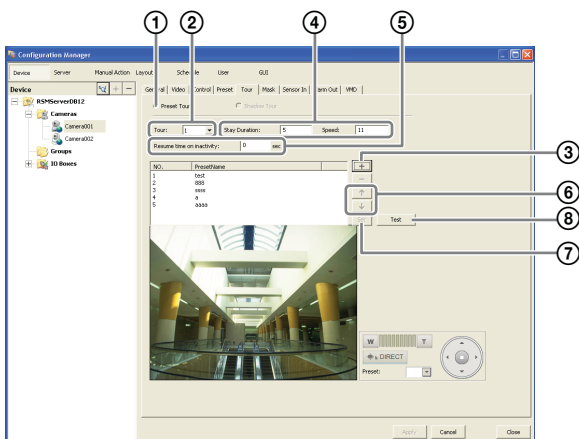 1 2 4 5
Configuration Manager
Device Server Manual Action Layout Schedule User GUI
Device
General Video Control Preset Tour Mask Sensor In Alarm Out VMD
RSMServerDB12
Preset Tour Shadow Tour
Cameras
Camera001
Tour: 1 Stay Duration: 5 Speed: 11
Camera002
Resume time on inactivity: 0 sec
Groups
3
IO Boxes
NO. PresetName
1 test
2 888
3 ssss
4 a
5 aaaa
6
Set Test 8
7
W T
DIRECT
Preset:
Apply Cancel Close